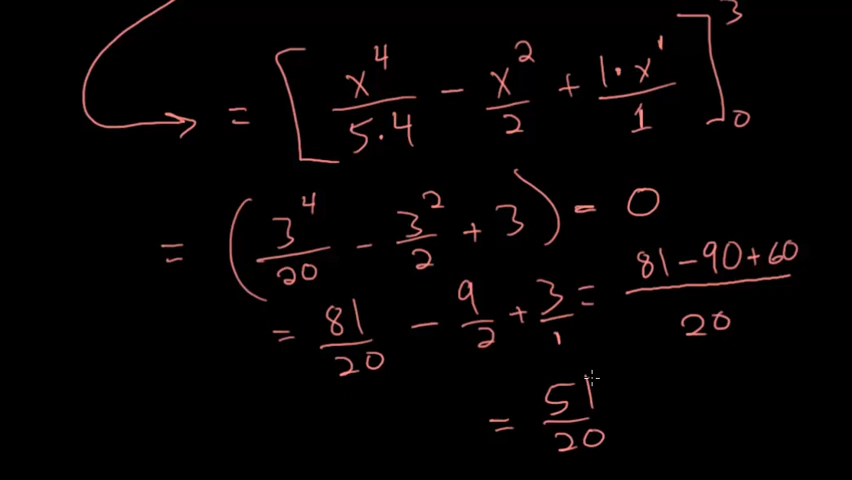 = [ x^4/5·4 - x^2/2 + 1·x^1/1 ]_0^3
= ( 3^4/20 - 3^2/2 + 3 ) = 0
= 81/20 - 9/2 + 3/1 = 81-90+60/20
= 51/20